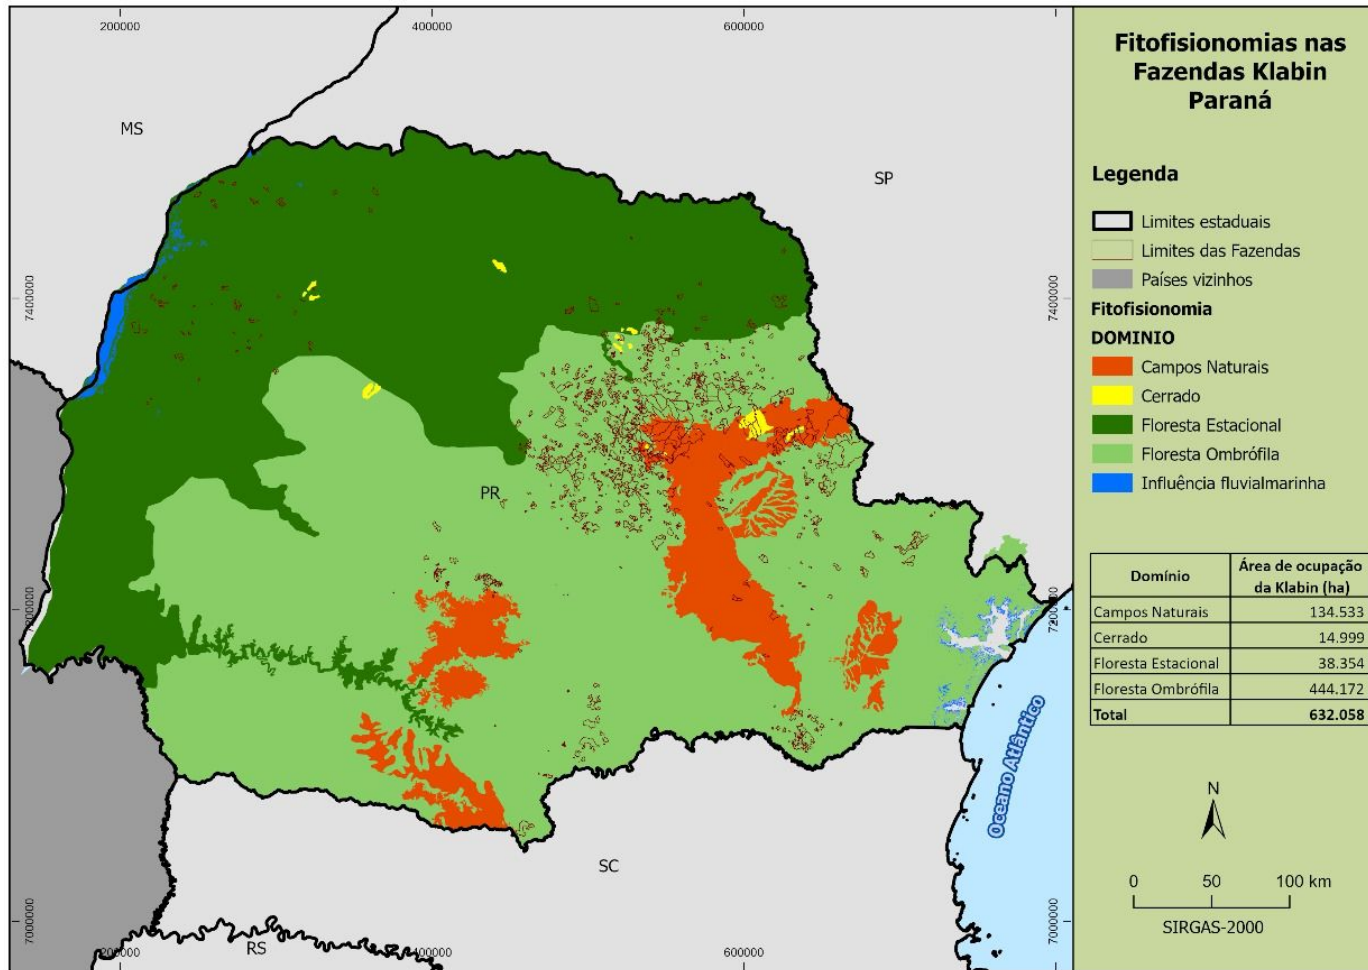 Fitofisionomias nas
Fazendas Klabin
Paraná
Legenda
Limites estaduais
Limites das Fazendas
Países vizinhos
Fitofisionomia
DOMINIO
Campos Naturais
Cerrado
Floresta Estacional
Floresta Ombrófila
Influência fluvialmarinha
Domínio
Área de ocupação
da Klabin (ha)
Campos Naturais 134.533
Cerrado 14.999
Floresta Estacional 38.354
Floresta Ombrófila 444.172
Total 632.058
N
0 50 100 km
SIRGAS-2000
200000 400000 600000
MS
SP
7400000 7400000
PR
7200000
Oceano Atlântico
SC
RS
7000000 7000000
400000 600000